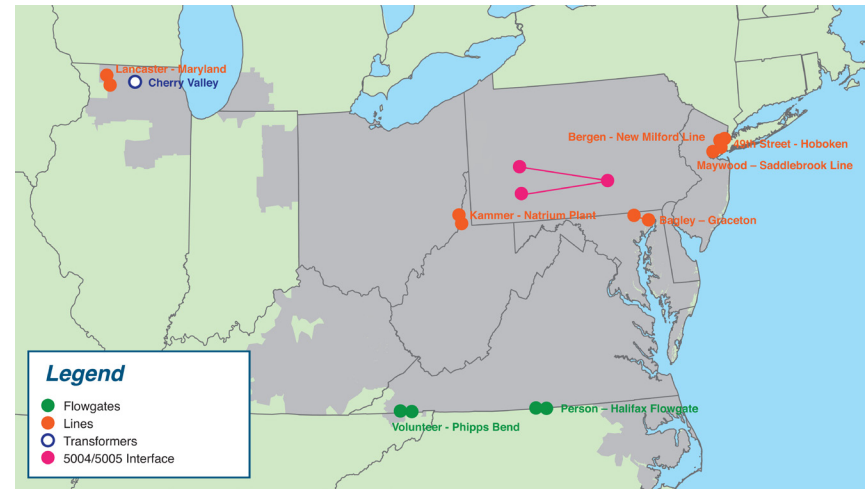 Lancaster - Maryland
Cherry Valley
Bergen - New Milford Line
49th Street - Hoboken
Maywood – Saddlebrook Line
Kammer - Natrium Plant
Bagley – Graceton
Person – Halifax Flowgate
Volunteer - Phipps Bend
Legend
Flowgates
Lines
Transformers
5004/5005 Interface